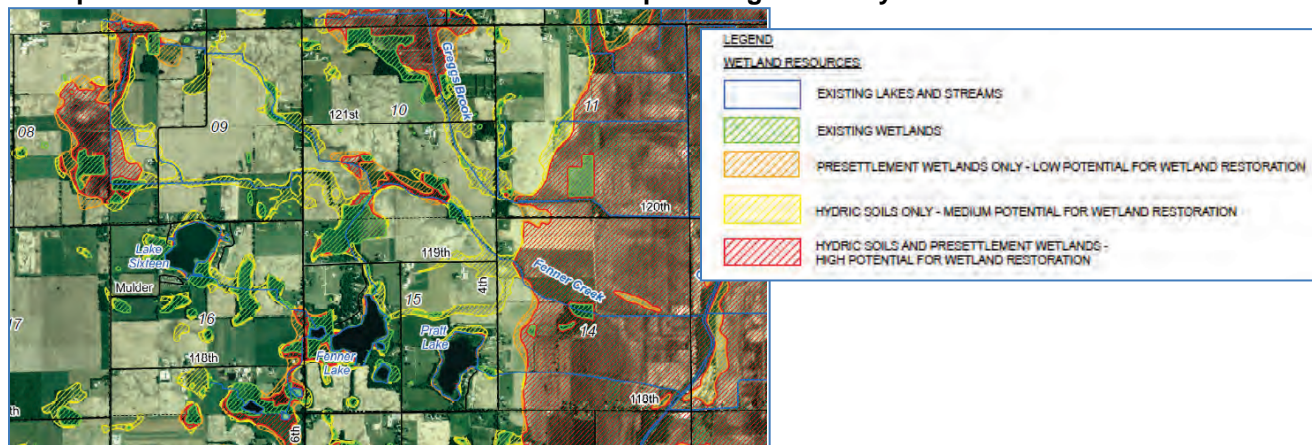 Greggs Brook
08
09
10
11
121st
120th
119th
Lake
Sixteen
Mulder
17
16
15
4th
Fenner Creek
14
118th
Fenner
Lake
Pratt
Lake
118th
6th
LEGEND
WETLAND RESOURCES
EXISTING LAKES AND STREAMS
EXISTING WETLANDS
PRESETTLEMENT WETLANDS ONLY - LOW POTENTIAL FOR WETLAND RESTORATION
HYDRIC SOILS ONLY - MEDIUM POTENTIAL FOR WETLAND RESTORATION
HYDRIC SOILS AND PRESETTLEMENT WETLANDS -
HIGH POTENTIAL FOR WETLAND RESTORATION